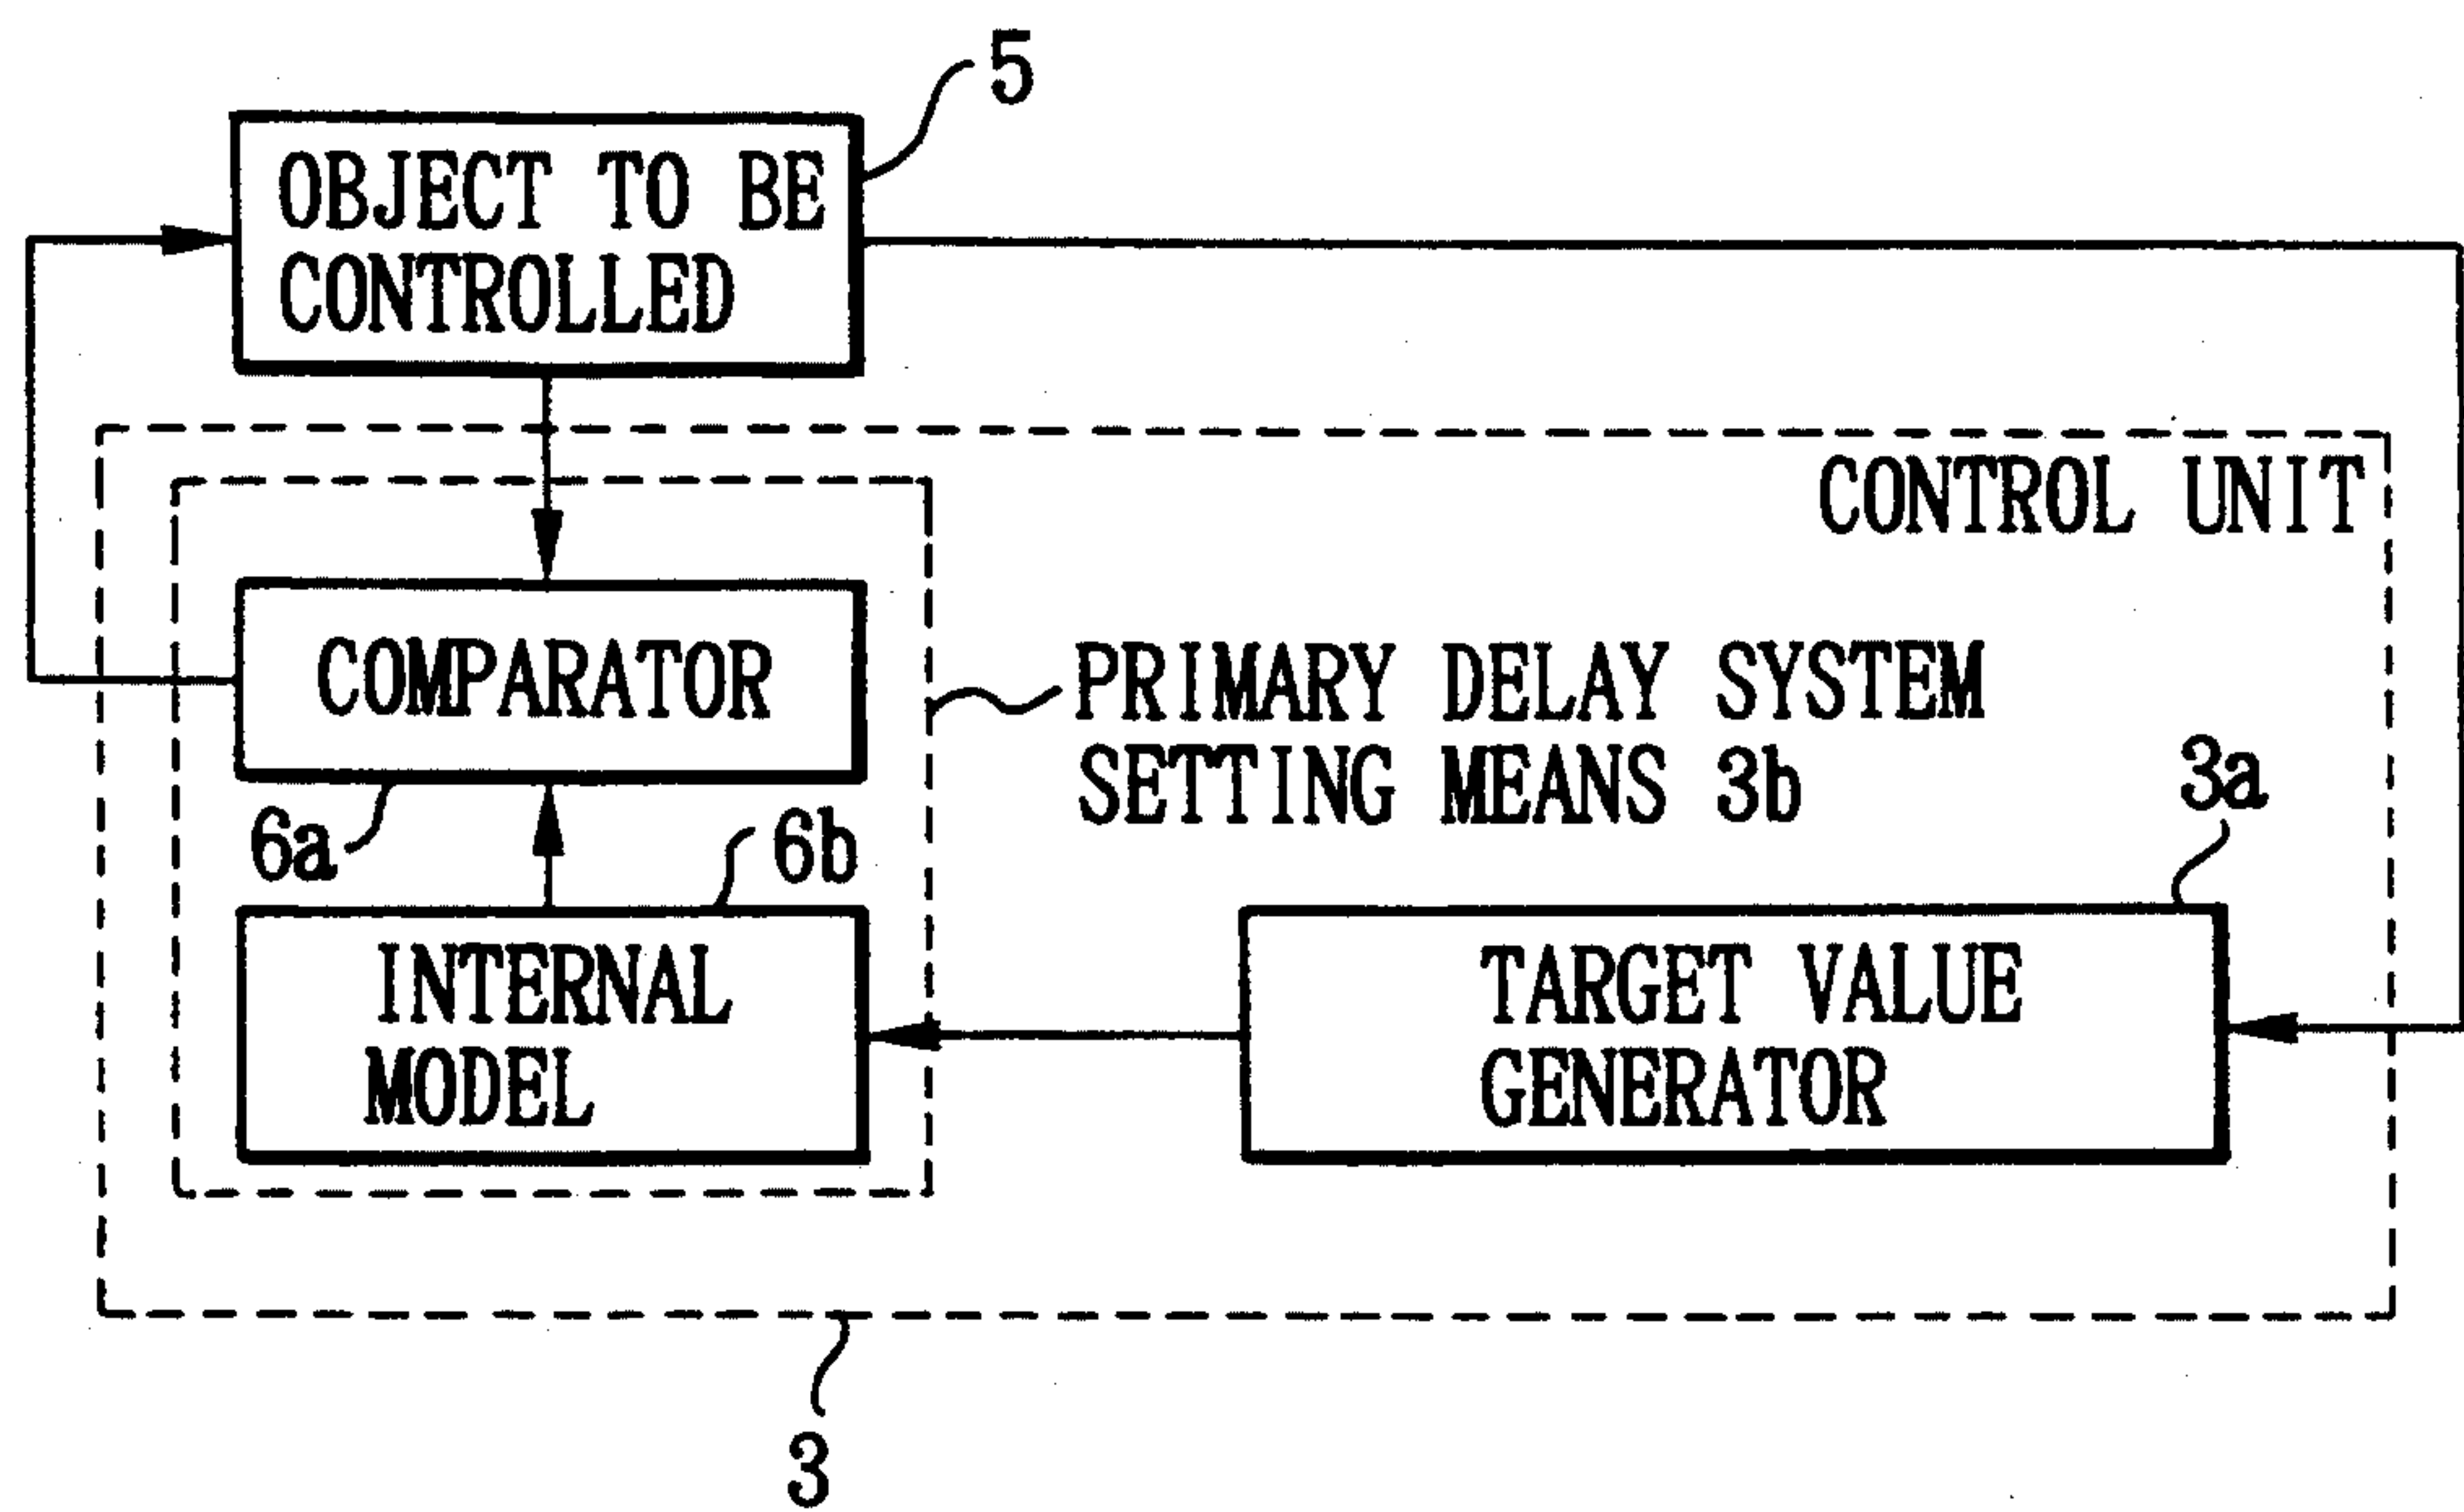 5
OBJECT TO BE
CONTROLLED
CONTROL UNIT
COMPARATOR
PRIMARY DELAY SYSTEM
SETTING MEANS 3b
3a
6a
6b
INTERNAL
MODEL
TARGET VALUE
GENERATOR
3